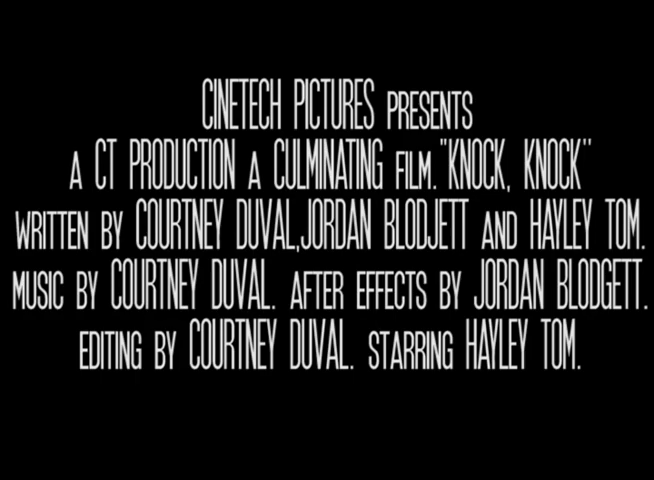 CINETECH PICTURES PRESENTS
A CT PRODUCTION A CULMINATING FILM. "KNOCK, KNOCK"
WRITTEN BY COURTNEY DUVAL,JORDAN BLODJETT AND HAYLEY TOM.
MUSIC BY COURTNEY DUVAL. AFTER EFFECTS BY JORDAN BLODGETT.
EDITING BY COURTNEY DUVAL. STARRING HAYLEY TOM.